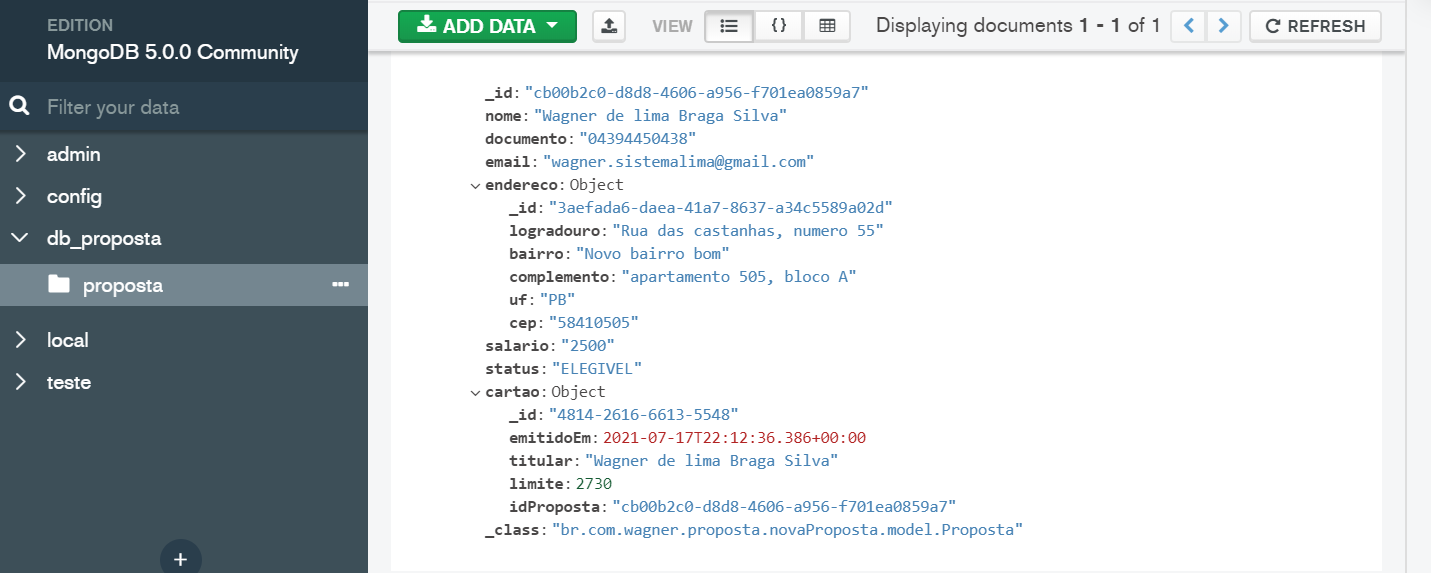 EDITION
MongoDB 5.0.0 Community
Filter your data
admin
config
db_proposta
proposta
local
teste
ADD DATA
VIEW
{}
Displaying documents 1 - 1 of 1
REFRESH
_id: "cb00b2c0-d8d8-4606-a956-f701ea0859a7"
nome: "Wagner de lima Braga Silva"
documento: "04394450438"
email: "wagner.sistemalima@gmail.com"
endereco: Object
_id: "3aefada6-daea-41a7-8637-a34c5589a02d"
logradouro: "Rua das castanhas, numero 55"
bairro: "Novo bairro bom"
complemento: "apartamento 505, bloco A"
uf: "PB"
cep: "58410505"
salario: "2500"
status: "ELEGIVEL"
cartao: Object
_id: "4814-2616-6613-5548"
emitidoEm: 2021-07-17T22:12:36.386+00:00
titular: "Wagner de lima Braga Silva"
limite: 2730
idProposta: "cb00b2c0-d8d8-4606-a956-f701ea0859a7"
_class: "br.com.wagner.proposta.novaProposta.model.Proposta"